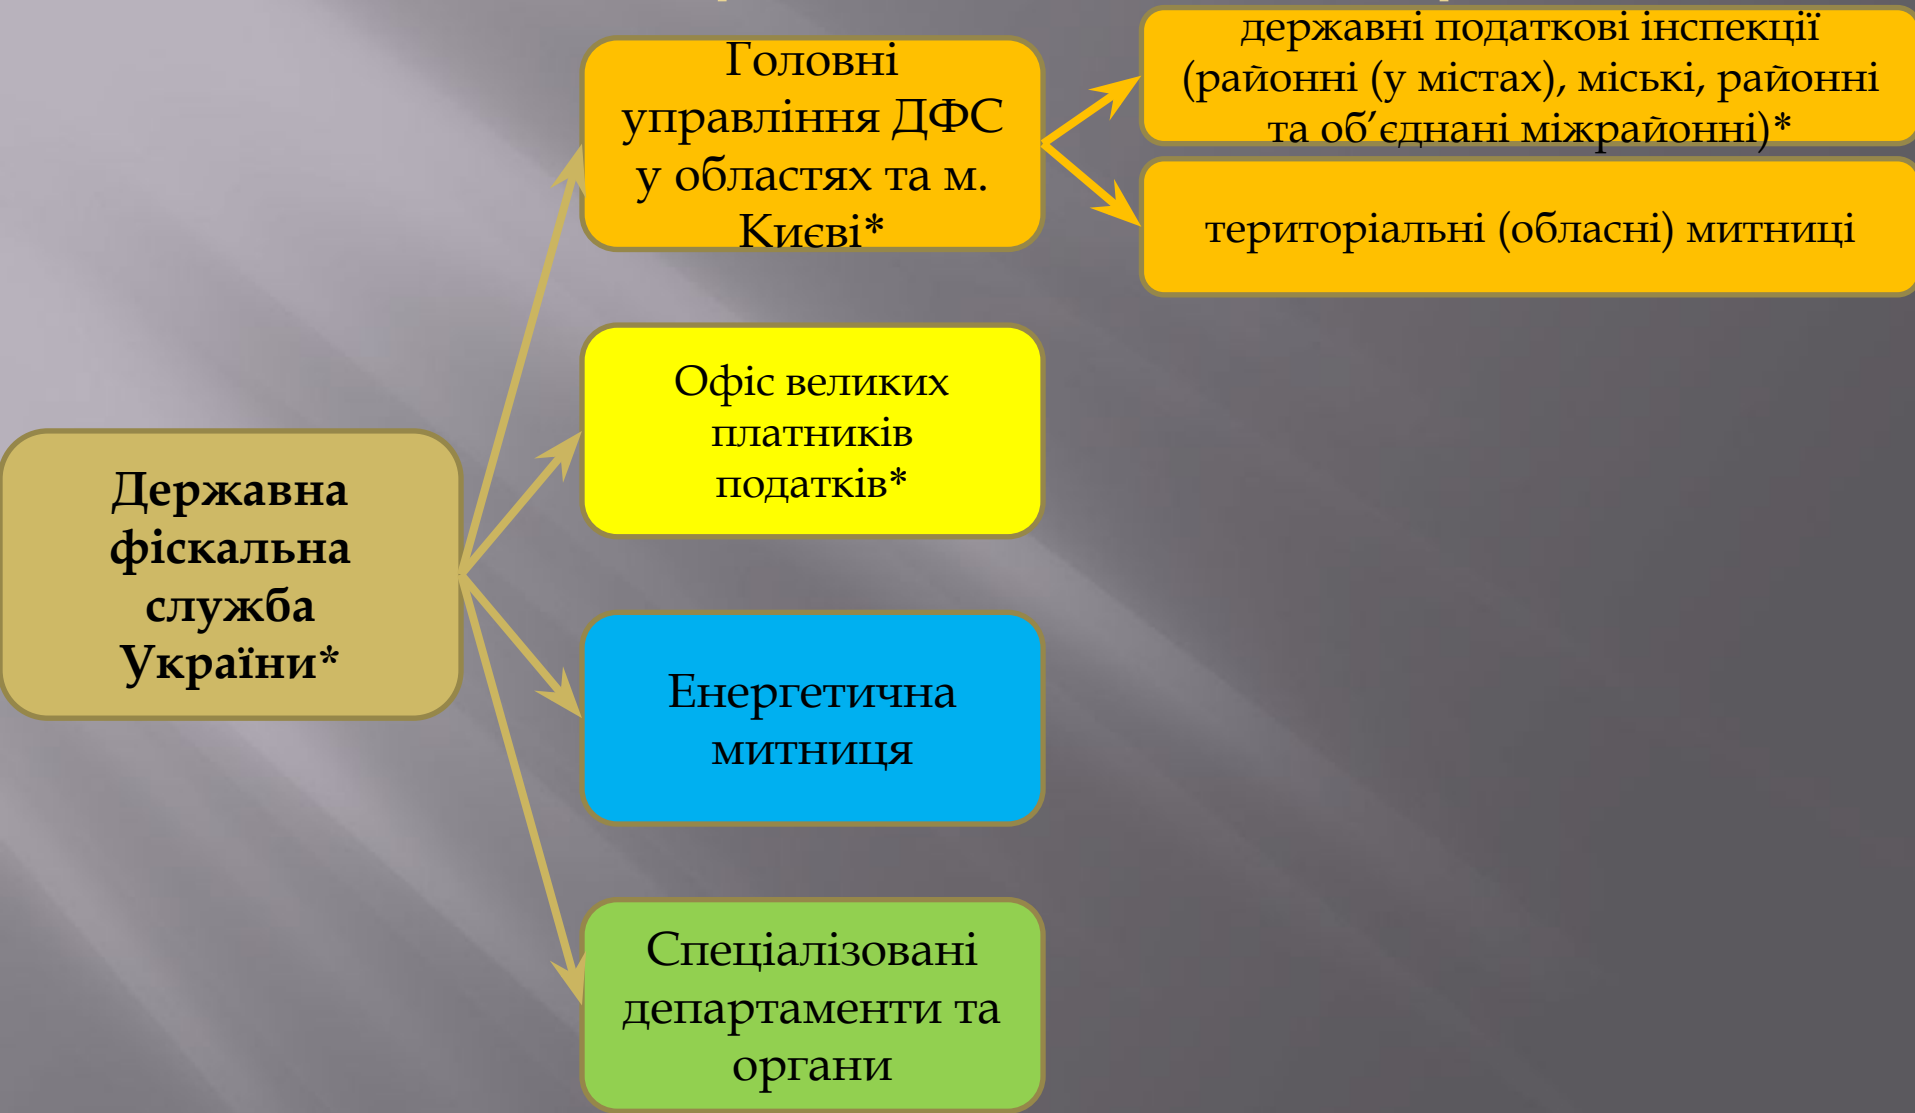 Державна
фіскальна
служба
України*
Головні
управління ДФС
у областях та м.
Києві*
державні податкові інспекції
(районні (у містах), міські, районні
та об’єднані міжрайонні)*
територіальні (обласні) митниці
Офіс великих
платників
податків*
Енергетична
митниця
Спеціалізовані
департаменти та
органи